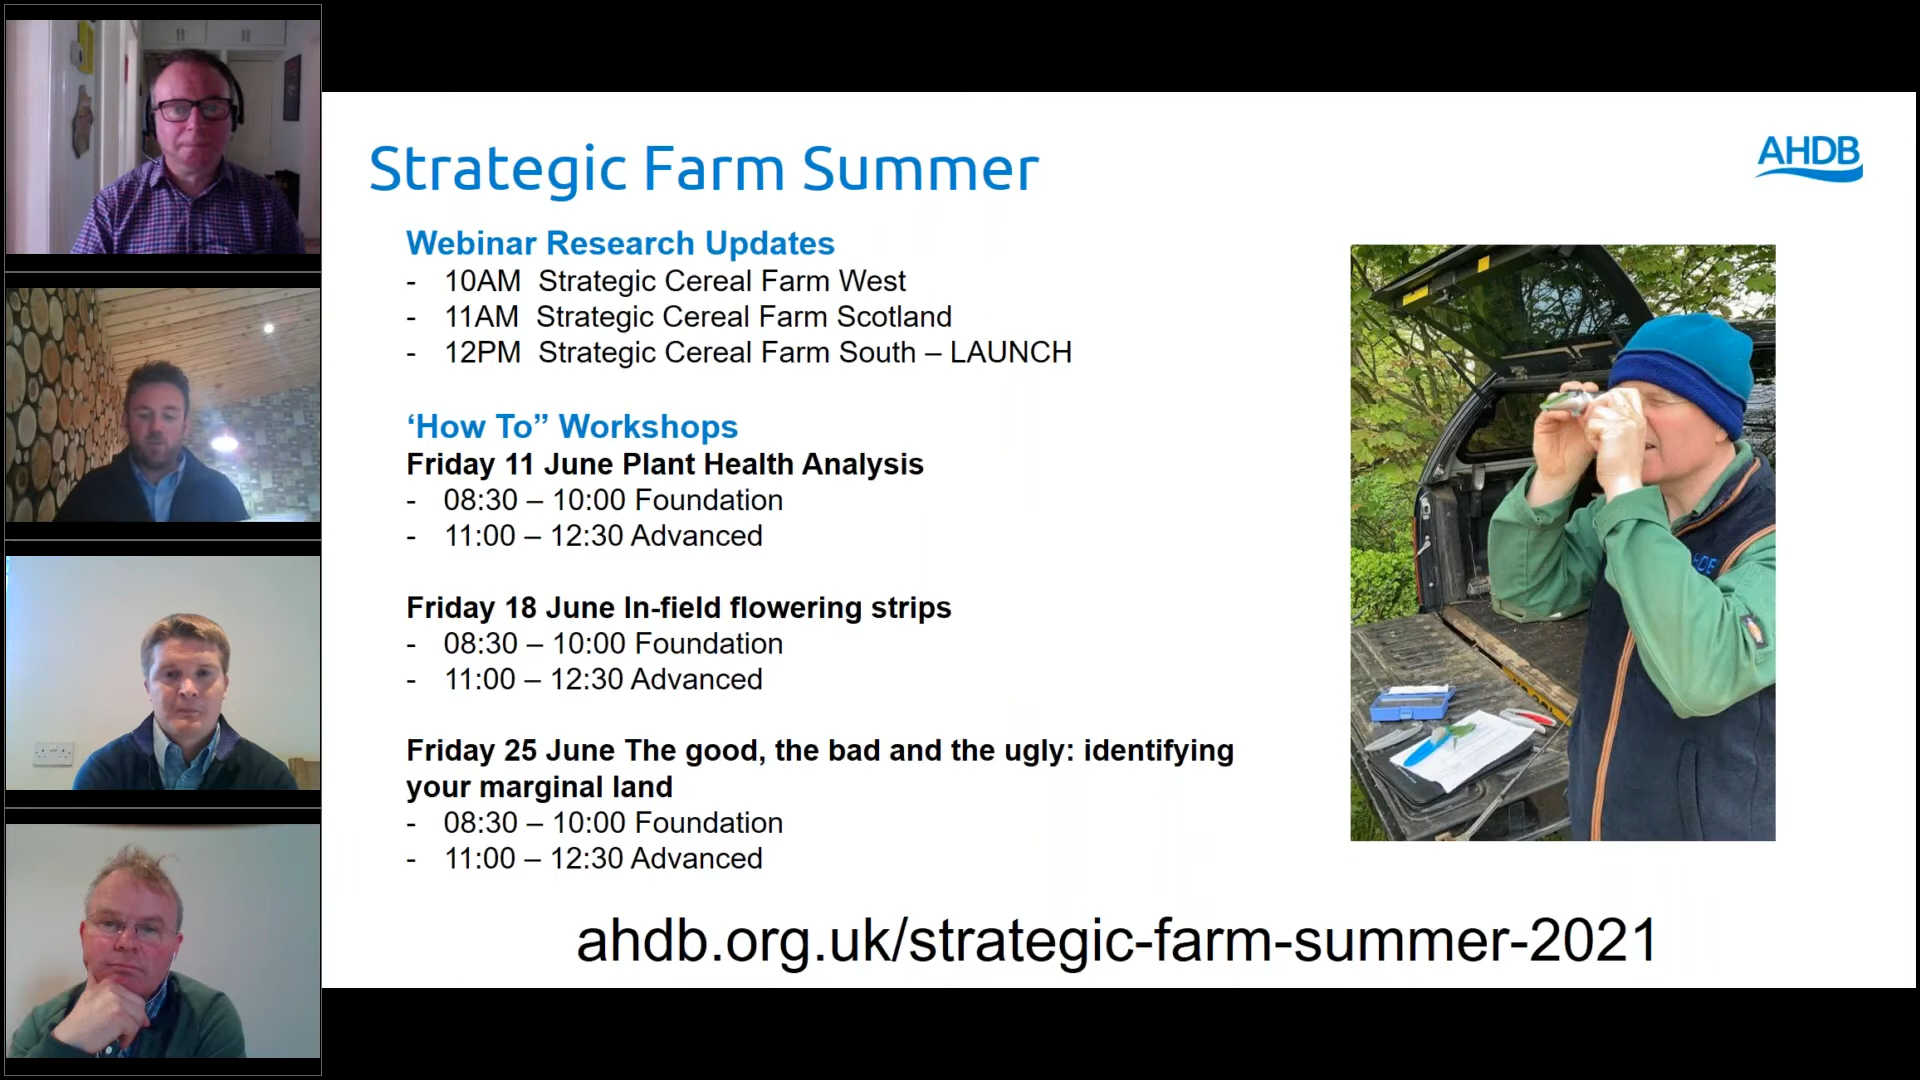 Strategic Farm Summer
AHDB
Webinar Research Updates
- 10AM Strategic Cereal Farm West
- 11AM Strategic Cereal Farm Scotland
- 12PM Strategic Cereal Farm South – LAUNCH
‘How To” Workshops
Friday 11 June Plant Health Analysis
- 08:30 – 10:00 Foundation
- 11:00 – 12:30 Advanced
Friday 18 June In-field flowering strips
- 08:30 – 10:00 Foundation
- 11:00 – 12:30 Advanced
Friday 25 June The good, the bad and the ugly: identifying
your marginal land
- 08:30 – 10:00 Foundation
- 11:00 – 12:30 Advanced
ahdb.org.uk/strategic-farm-summer-2021